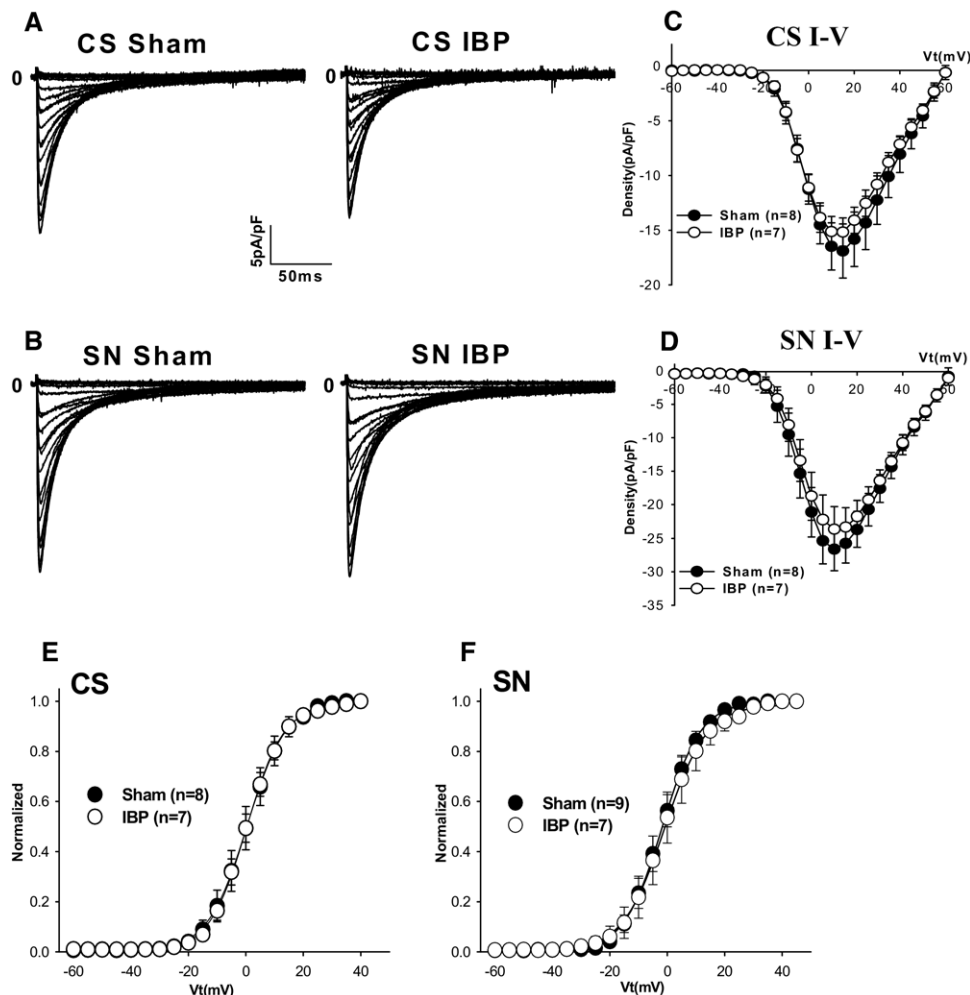 A
CS Sham
CS IBP
0
0
5pA/pF
50ms
B
SN Sham
SN IBP
0
0
C
CS I-V
Vt(mV)
-60 -40 -20 0 20 40 60
0
-5
-10
-15
-20
Density(pA/pF)
Sham (n=8)
IBP (n=7)
D
SN I-V
Vt(mV)
-60 -40 -20 0 20 40 60
0
-5
-10
-15
-20
-25
-30
-35
Density(pA/pF)
Sham (n=8)
IBP (n=7)
E
CS
1.0
0.8
0.6
0.4
0.2
0.0
Normalized
Sham (n=8)
IBP (n=7)
-60 -40 -20 0 20 40
Vt(mV)
F
SN
1.0
0.8
0.6
0.4
0.2
0.0
Normalized
Sham (n=9)
IBP (n=7)
-60 -40 -20 0 20 40
Vt(mV)